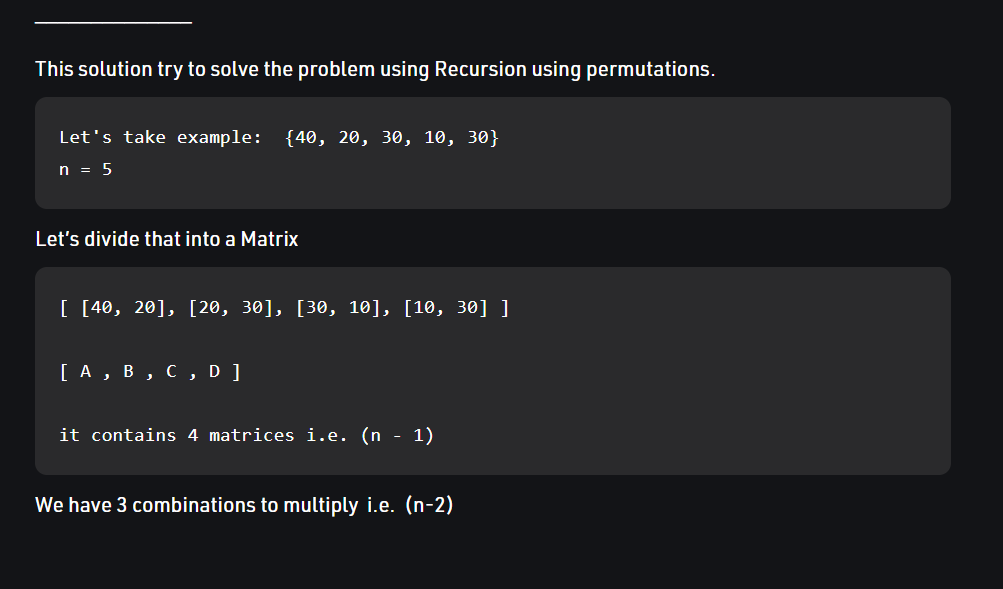 This solution try to solve the problem using Recursion using permutations.
Let's take example:  {40, 20, 30, 10, 30}
n = 5
Let’s divide that into a Matrix
[ [40, 20], [20, 30], [30, 10], [10, 30] ]
[ A , B , C , D ]
it contains 4 matrices i.e. (n - 1)
We have 3 combinations to multiply  i.e.  (n-2)